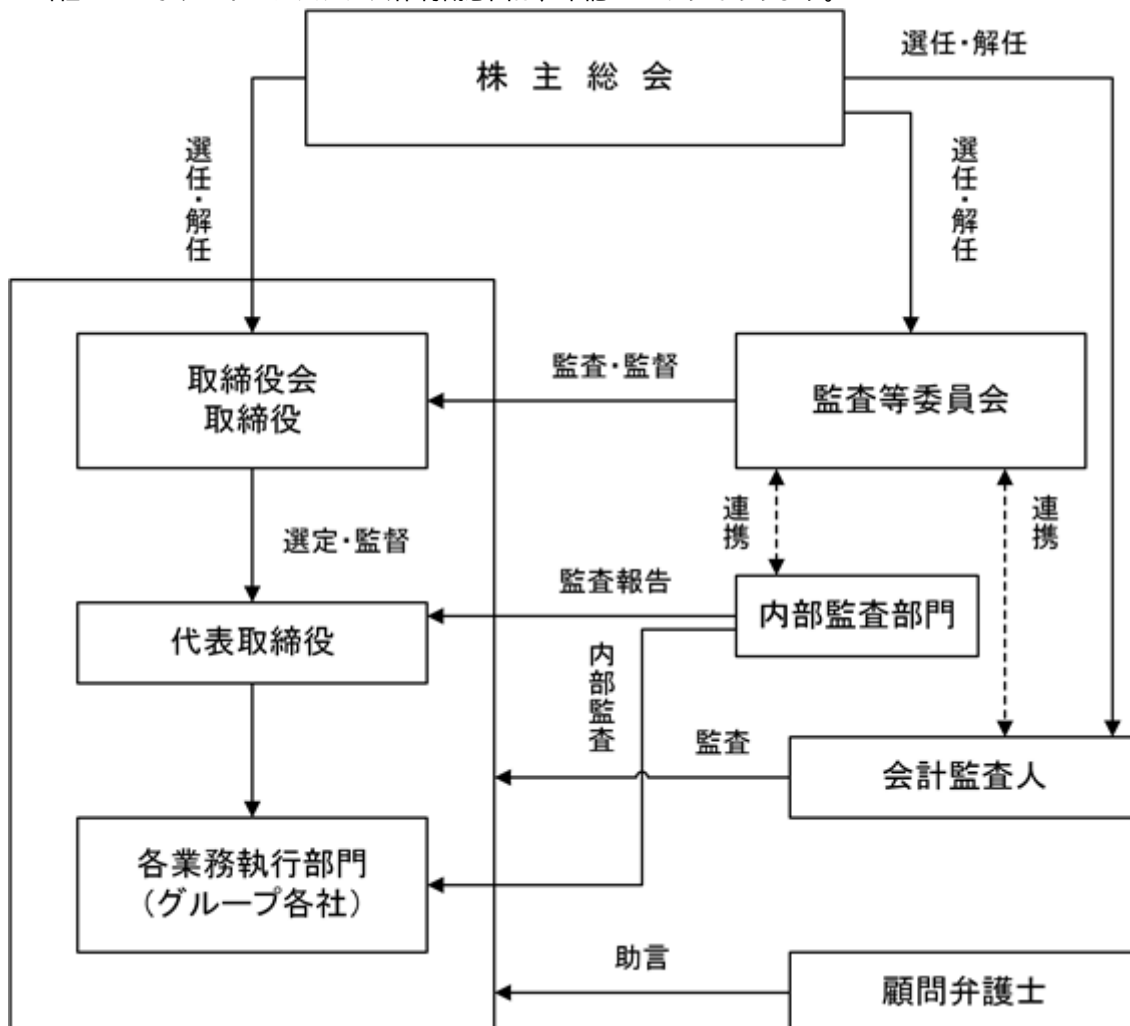 選任・解任
株主総会
選任・解任
選任・解任
取締役会
取締役
監査・監督
監査等委員会
選定・監督
連携
連携
監査報告
代表取締役
内部監査部門
内部監査
監査
会計監査人
各業務執行部門
（グループ各社）
助言
顧問弁護士